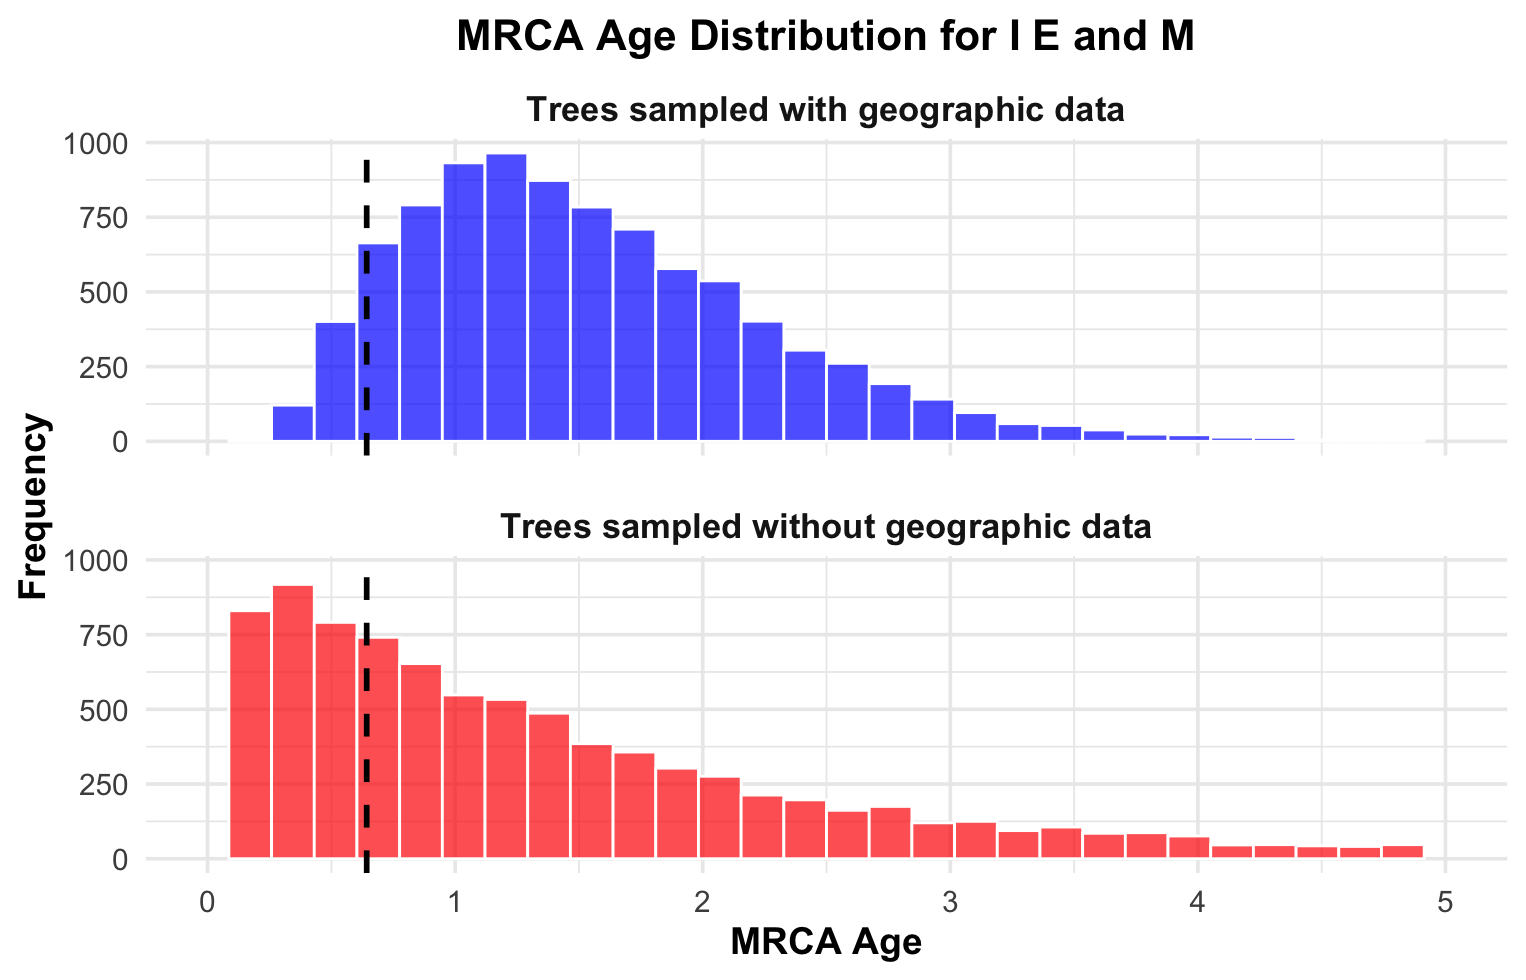 MRCA Age Distribution for I E and M
Trees sampled with geographic data
1000
750
500
250
0
Frequency
Trees sampled without geographic data
1000
750
500
250
0
0 1 2 3 4 5
MRCA Age